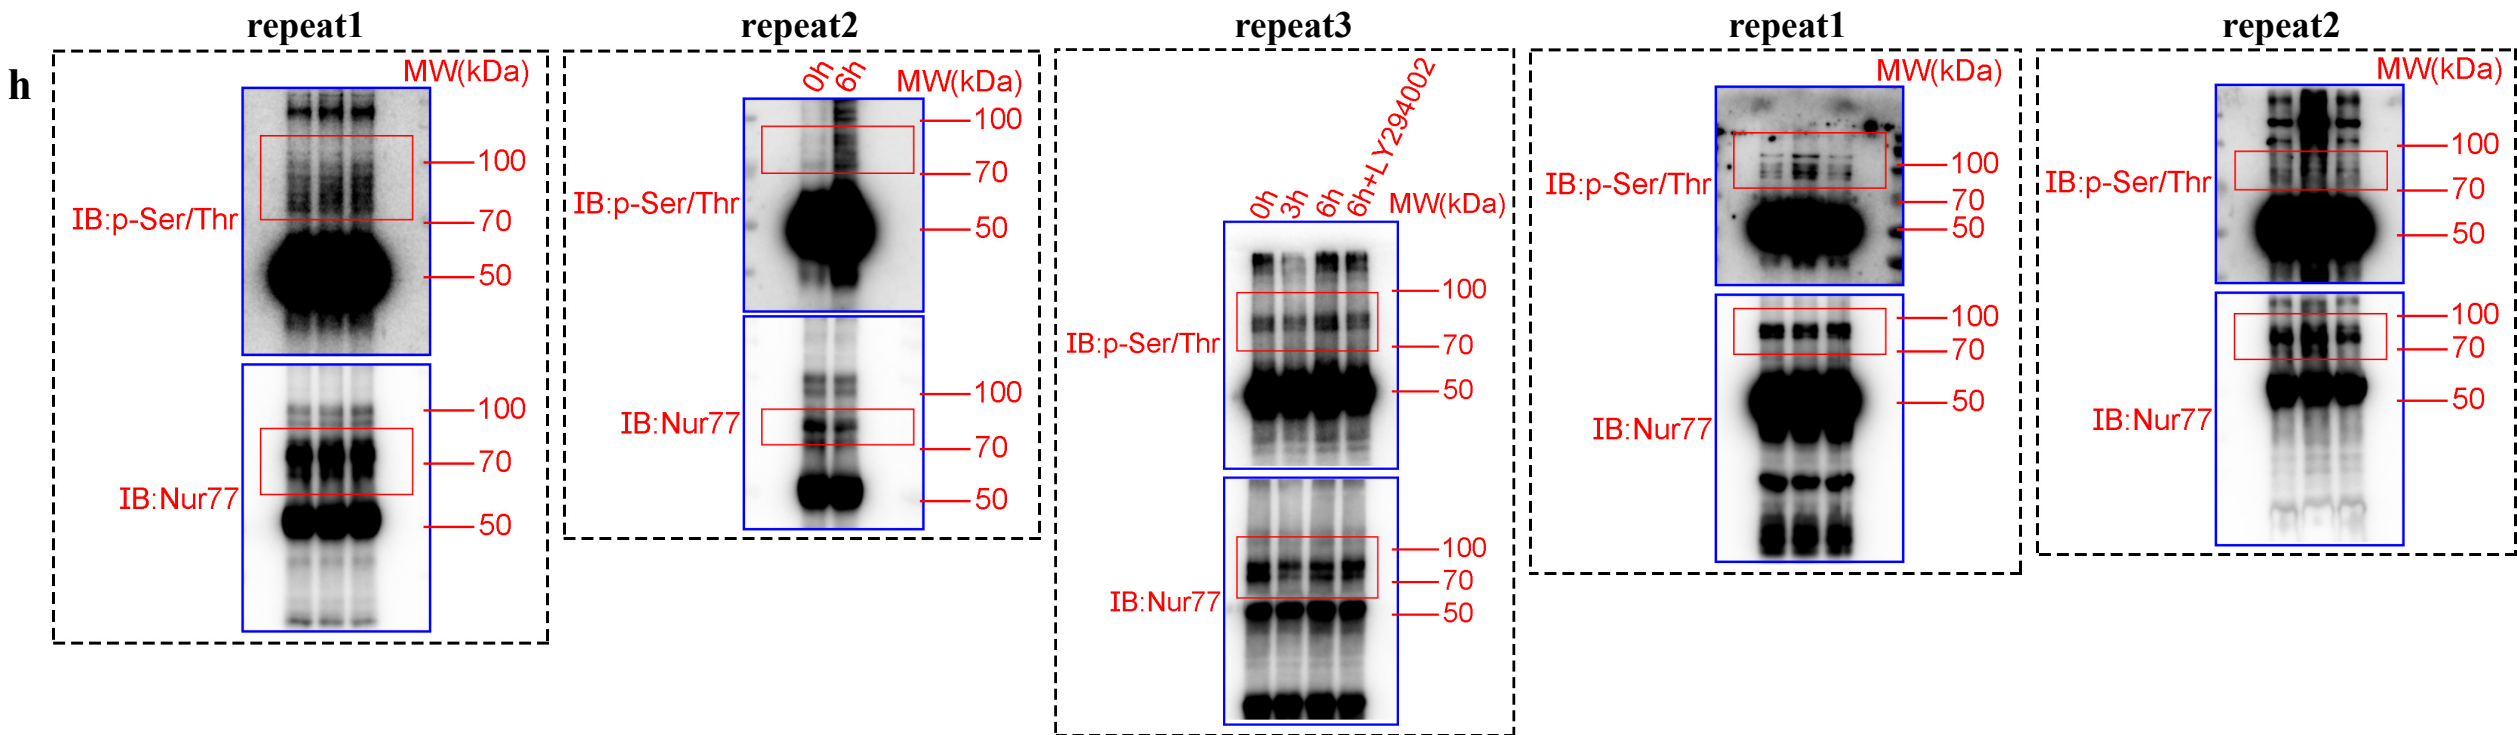 h
repeat1
MW(kDa)
IB:p-Ser/Thr
100
70
50
IB:Nur77
100
70
50
repeat2
0h
6h
MW(kDa)
IB:p-Ser/Thr
100
70
50
IB:Nur77
100
70
50
repeat3
0h
3h
6h
6h+LY294002
MW(kDa)
IB:p-Ser/Thr
100
70
50
IB:Nur77
100
70
50
repeat1
MW(kDa)
IB:p-Ser/Thr
100
70
50
IB:Nur77
100
70
50
repeat2
MW(kDa)
IB:p-Ser/Thr
100
70
50
IB:Nur77
100
70
50